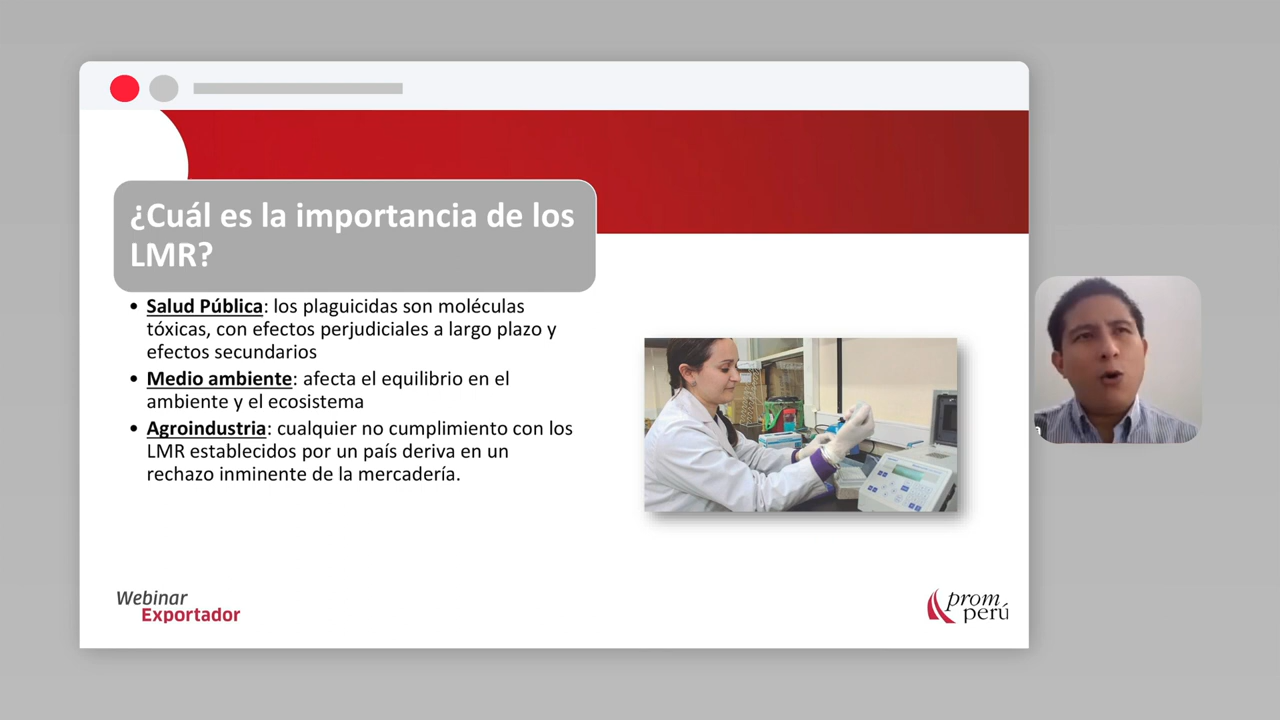 ¿Cuál es la importancia de los
LMR?
• Salud Pública: los plaguicidas son moléculas
tóxicas, con efectos perjudiciales a largo plazo y
efectos secundarios
• Medio ambiente: afecta el equilibrio en el
ambiente y el ecosistema
• Agroindustria: cualquier no cumplimiento con los
LMR establecidos por un país deriva en un
rechazo inminente de la mercadería.
Webinar
Exportador
prom
perú